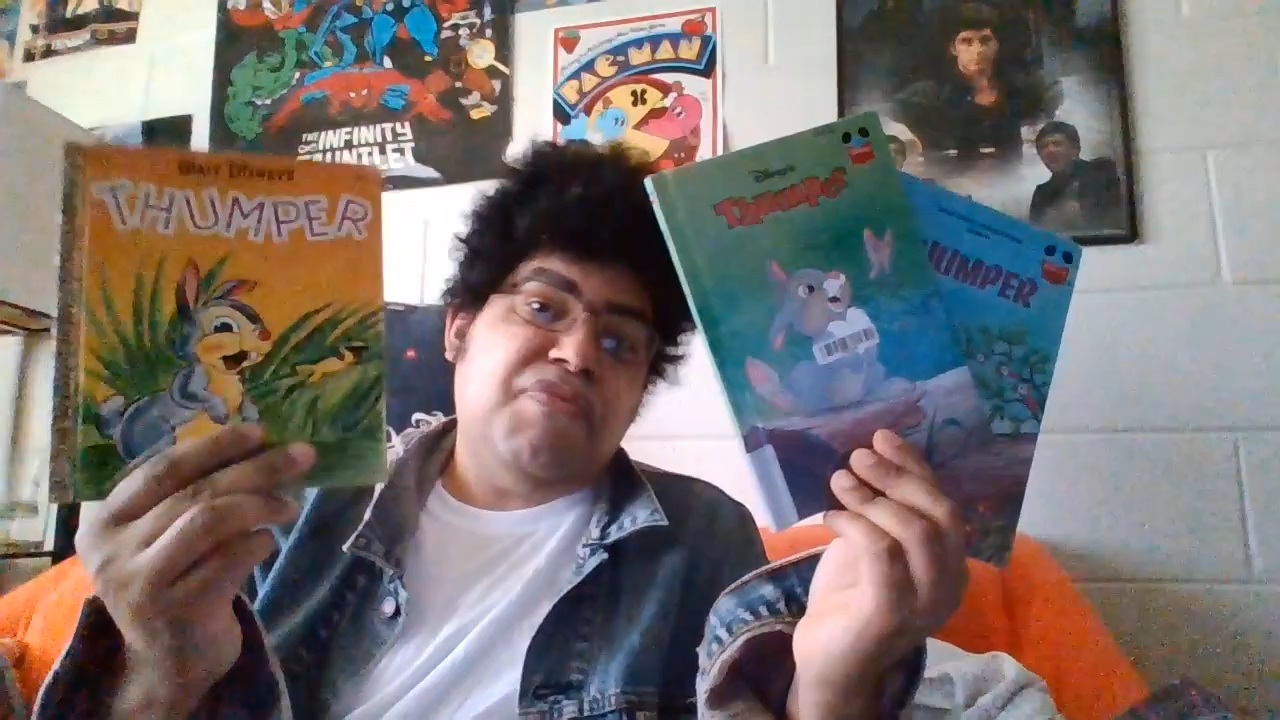 THE
INFINITY
GAUNTLET
PAC-MAN
WALT DISNEY'S
THUMPER
Disney's
Thumper
HUMPER